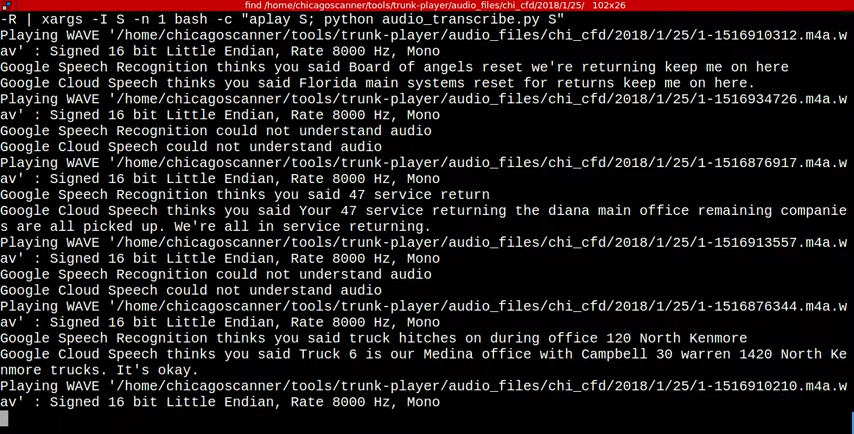 find /home/chicagoscanner/tools/trunk-player/audio_files/chi_cfd/2018/1/25/ 102x26
-R | xargs -I S -n 1 bash -c "aplay S; python audio_transcribe.py S"
Playing WAVE '/home/chicagoscanner/tools/trunk-player/audio_files/chi_cfd/2018/1/25/1-1516910312.m4a.w
av' : Signed 16 bit Little Endian, Rate 8000 Hz, Mono
Google Speech Recognition thinks you said Board of angels reset we're returning keep me on here
Google Cloud Speech thinks you said Florida main systems reset for returns keep me on here.
Playing WAVE '/home/chicagoscanner/tools/trunk-player/audio_files/chi_cfd/2018/1/25/1-1516934726.m4a.w
av' : Signed 16 bit Little Endian, Rate 8000 Hz, Mono
Google Speech Recognition could not understand audio
Google Cloud Speech could not understand audio
Playing WAVE '/home/chicagoscanner/tools/trunk-player/audio_files/chi_cfd/2018/1/25/1-1516876917.m4a.w
av' : Signed 16 bit Little Endian, Rate 8000 Hz, Mono
Google Speech Recognition thinks you said 47 service return
Google Cloud Speech thinks you said Your 47 service returning the diana main office remaining companie
s are all picked up. We're all in service returning.
Playing WAVE '/home/chicagoscanner/tools/trunk-player/audio_files/chi_cfd/2018/1/25/1-1516913557.m4a.w
av' : Signed 16 bit Little Endian, Rate 8000 Hz, Mono
Google Speech Recognition could not understand audio
Google Cloud Speech could not understand audio
Playing WAVE '/home/chicagoscanner/tools/trunk-player/audio_files/chi_cfd/2018/1/25/1-1516876344.m4a.w
av' : Signed 16 bit Little Endian, Rate 8000 Hz, Mono
Google Speech Recognition thinks you said truck hitches on during office 120 North Kenmore
Google Cloud Speech thinks you said Truck 6 is our Medina office with Campbell 30 warren 1420 North Ke
nmore trucks. It's okay.
Playing WAVE '/home/chicagoscanner/tools/trunk-player/audio_files/chi_cfd/2018/1/25/1-1516910210.m4a.w
av' : Signed 16 bit Little Endian, Rate 8000 Hz, Mono